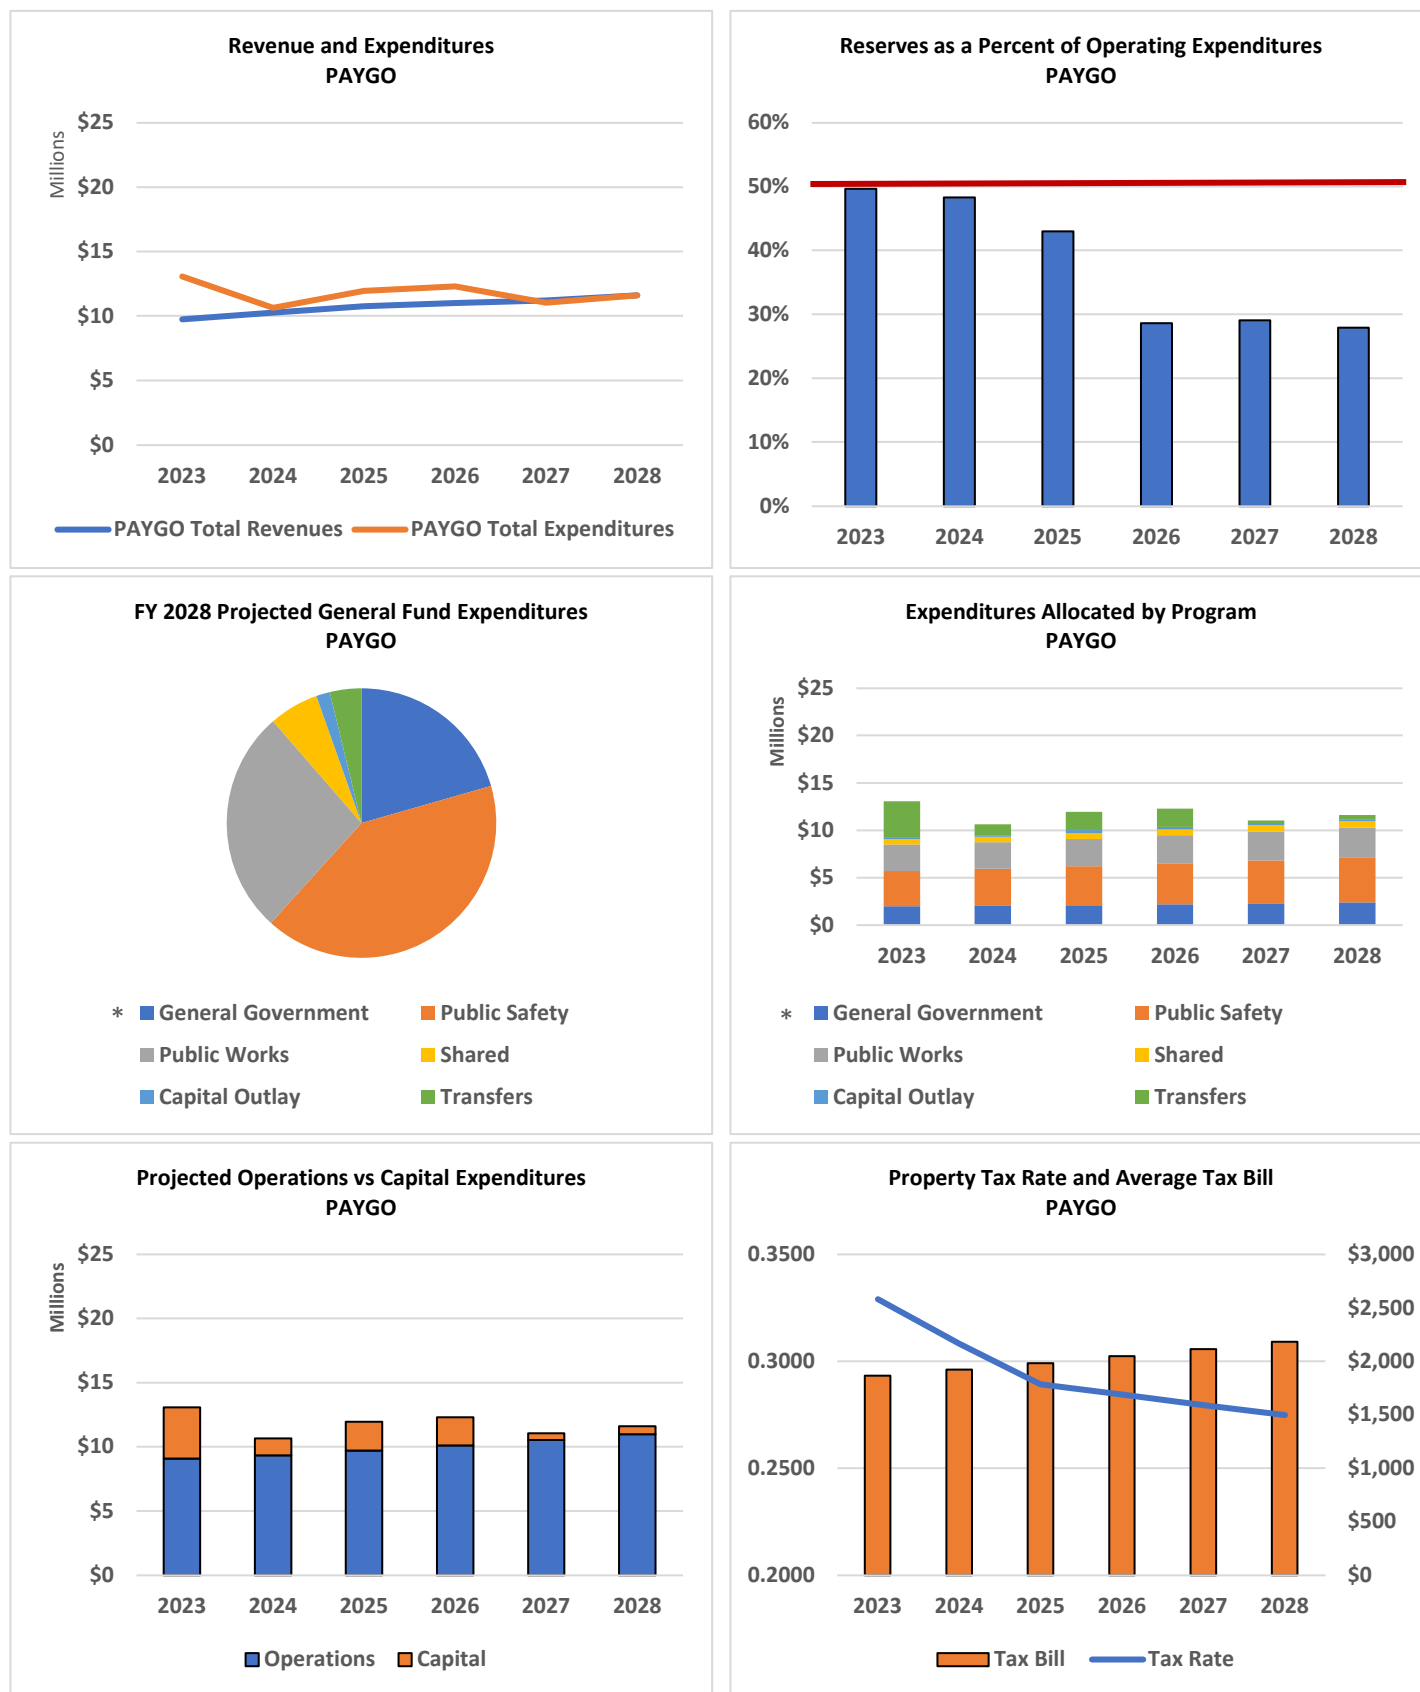 Revenue and Expenditures
PAYGO
Millions
$25
$20
$15
$10
$5
$0
2023 2024 2025 2026 2027 2028
PAYGO Total Revenues PAYGO Total Expenditures
Reserves as a Percent of Operating Expenditures
PAYGO
60%
50%
40%
30%
20%
10%
0%
2023 2024 2025 2026 2027 2028
FY 2028 Projected General Fund Expenditures
PAYGO
* General Government Public Safety
Public Works Shared
Capital Outlay Transfers
Expenditures Allocated by Program
PAYGO
Millions
$25
$20
$15
$10
$5
$0
2023 2024 2025 2026 2027 2028
* General Government Public Safety
Public Works Shared
Capital Outlay Transfers
Projected Operations vs Capital Expenditures
PAYGO
Millions
$25
$20
$15
$10
$5
$0
2023 2024 2025 2026 2027 2028
Operations Capital
Property Tax Rate and Average Tax Bill
PAYGO
0.3500
0.3000
0.2500
0.2000
$3,000
$2,500
$2,000
$1,500
$1,000
$500
$0
2023 2024 2025 2026 2027 2028
Tax Bill Tax Rate